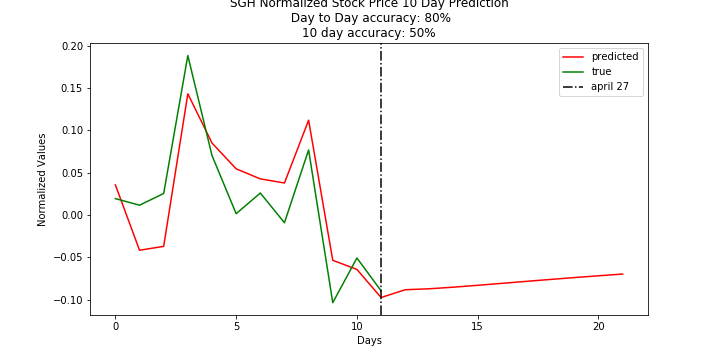 SGH Normalized Stock Price 10 Day Prediction
Day to Day accuracy: 80%
10 day accuracy: 50%
predicted
true
april 27
Normalized Values
0.20
0.15
0.10
0.05
0.00
−0.05
−0.10
0 5 10 15 20
Days